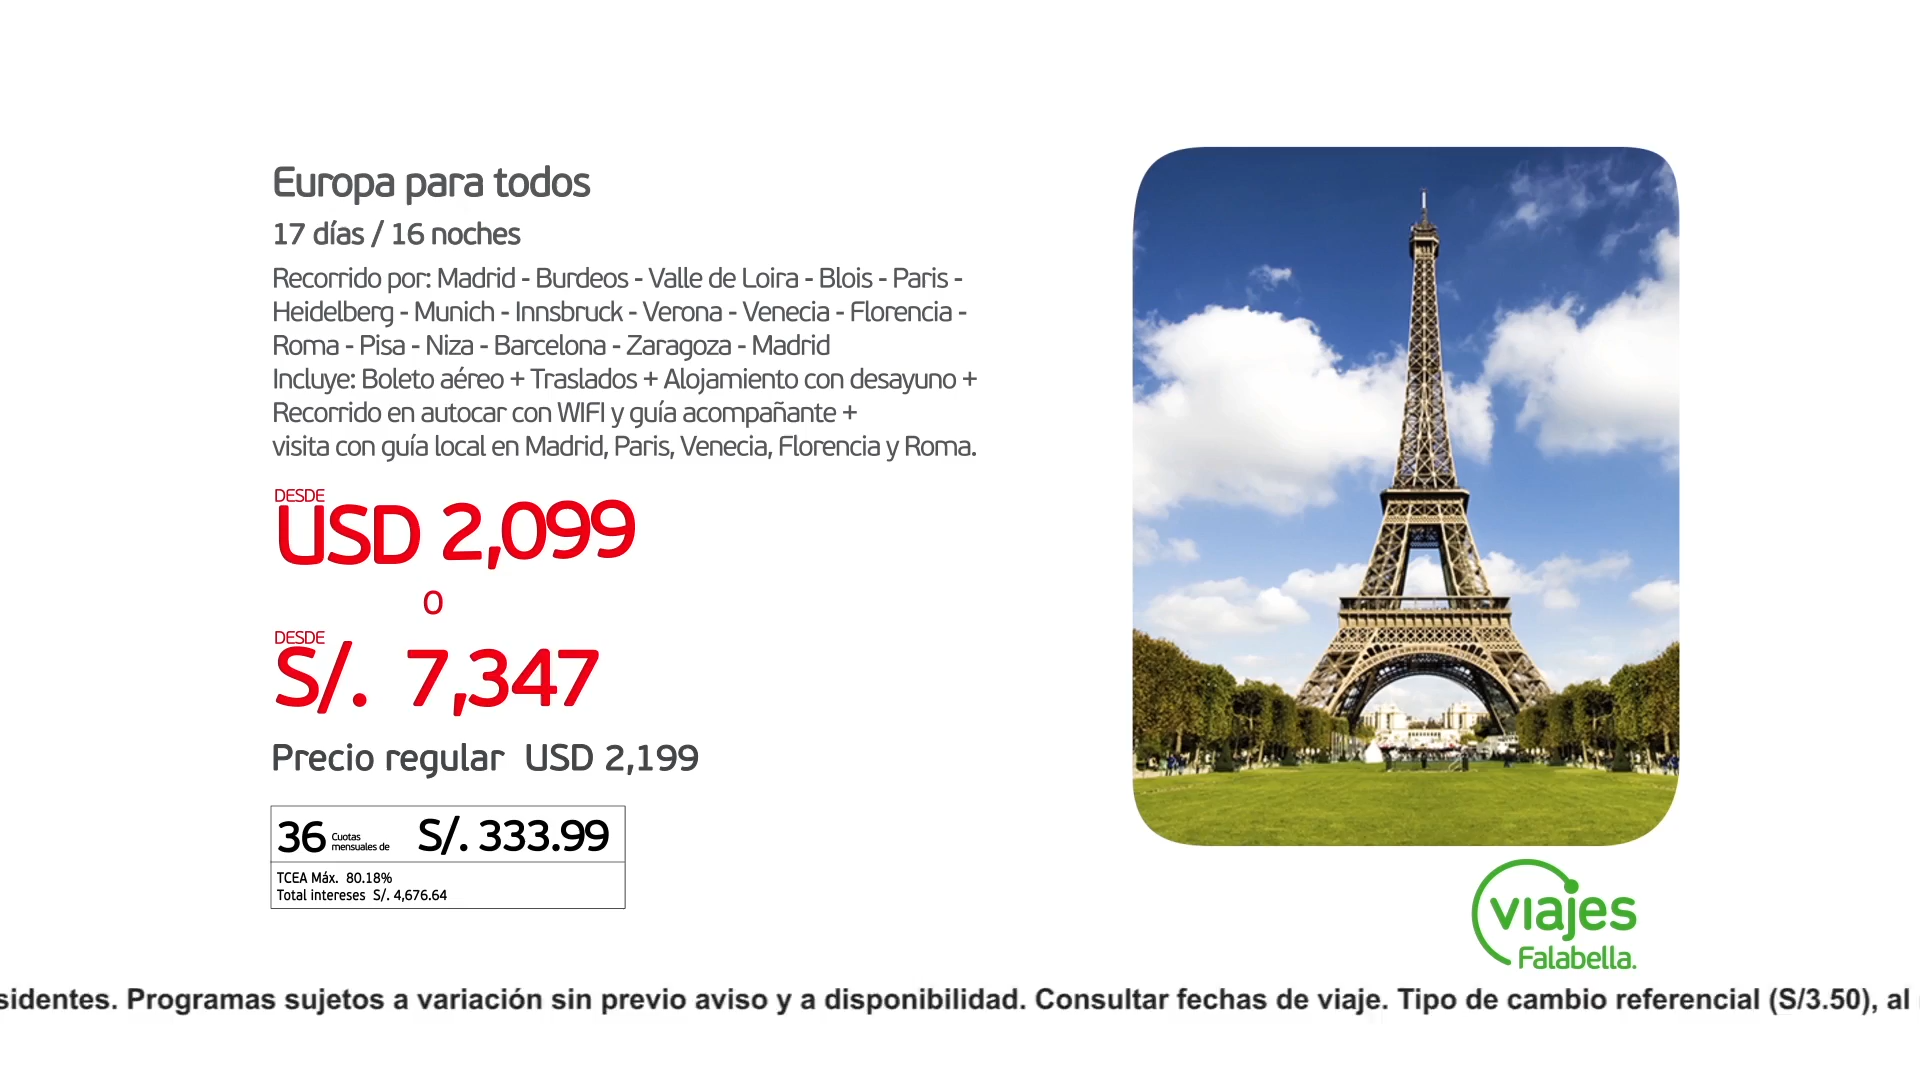 Europa para todos
17 días / 16 noches
Recorrido por: Madrid - Burdeos - Valle de Loira - Blois - Paris -
Heidelberg - Munich - Innsbruck - Verona - Venecia - Florencia -
Roma - Pisa - Niza - Barcelona - Zaragoza - Madrid
Incluye: Boleto aéreo + Traslados + Alojamiento con desayuno +
Recorrido en autocar con WIFI y guía acompañante +
visita con guía local en Madrid, Paris, Venecia, Florencia y Roma.
DESDE
USD 2,099
O
DESDE
S/. 7,347
Precio regular USD 2,199
36 Cuotas mensuales de S/. 333.99
TCEA Máx. 80.18%
Total intereses S/. 4,676.64
viajes
Falabella.
sidentes. Programas sujetos a variación sin previo aviso y a disponibilidad. Consultar fechas de viaje. Tipo de cambio referencial (S/3.50), al